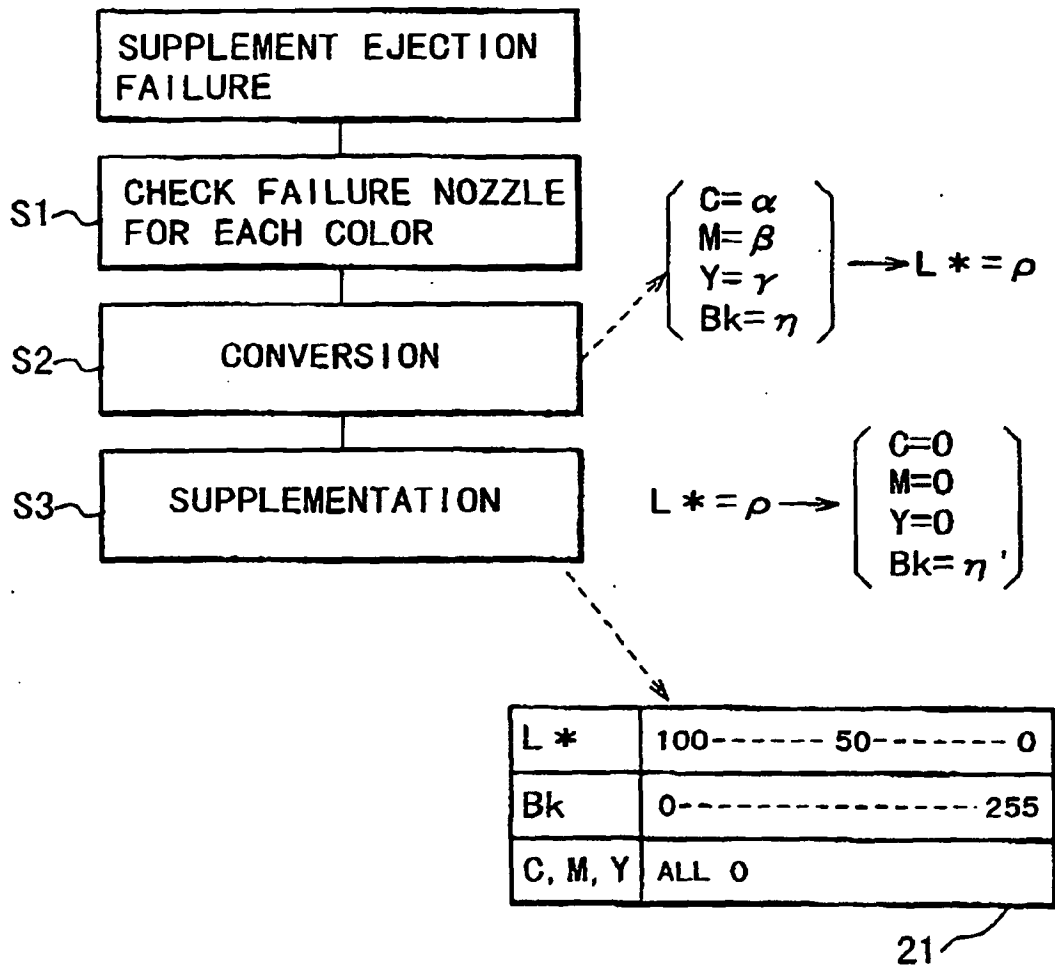 SUPPLEMENT EJECTION
FAILURE
S1
CHECK FAILURE NOZZLE
FOR EACH COLOR
C=α
M=β
Y=γ
Bk=η
L*=ρ
S2
CONVERSION
S3
SUPPLEMENTATION
L*=ρ
C=0
M=0
Y=0
Bk=η'
L* 100------50-------0
Bk 0---------------255
C, M, Y ALL 0
21